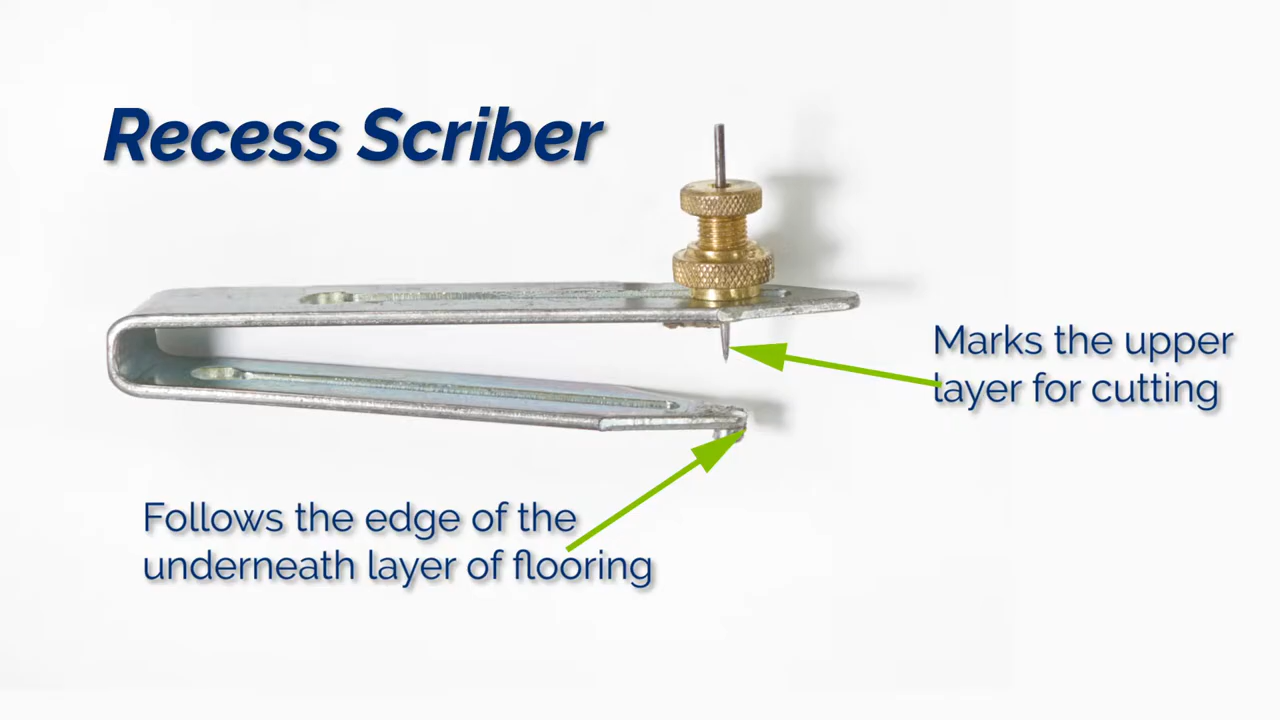 Recess Scriber
Marks the upper
layer for cutting
Follows the edge of the
underneath layer of flooring